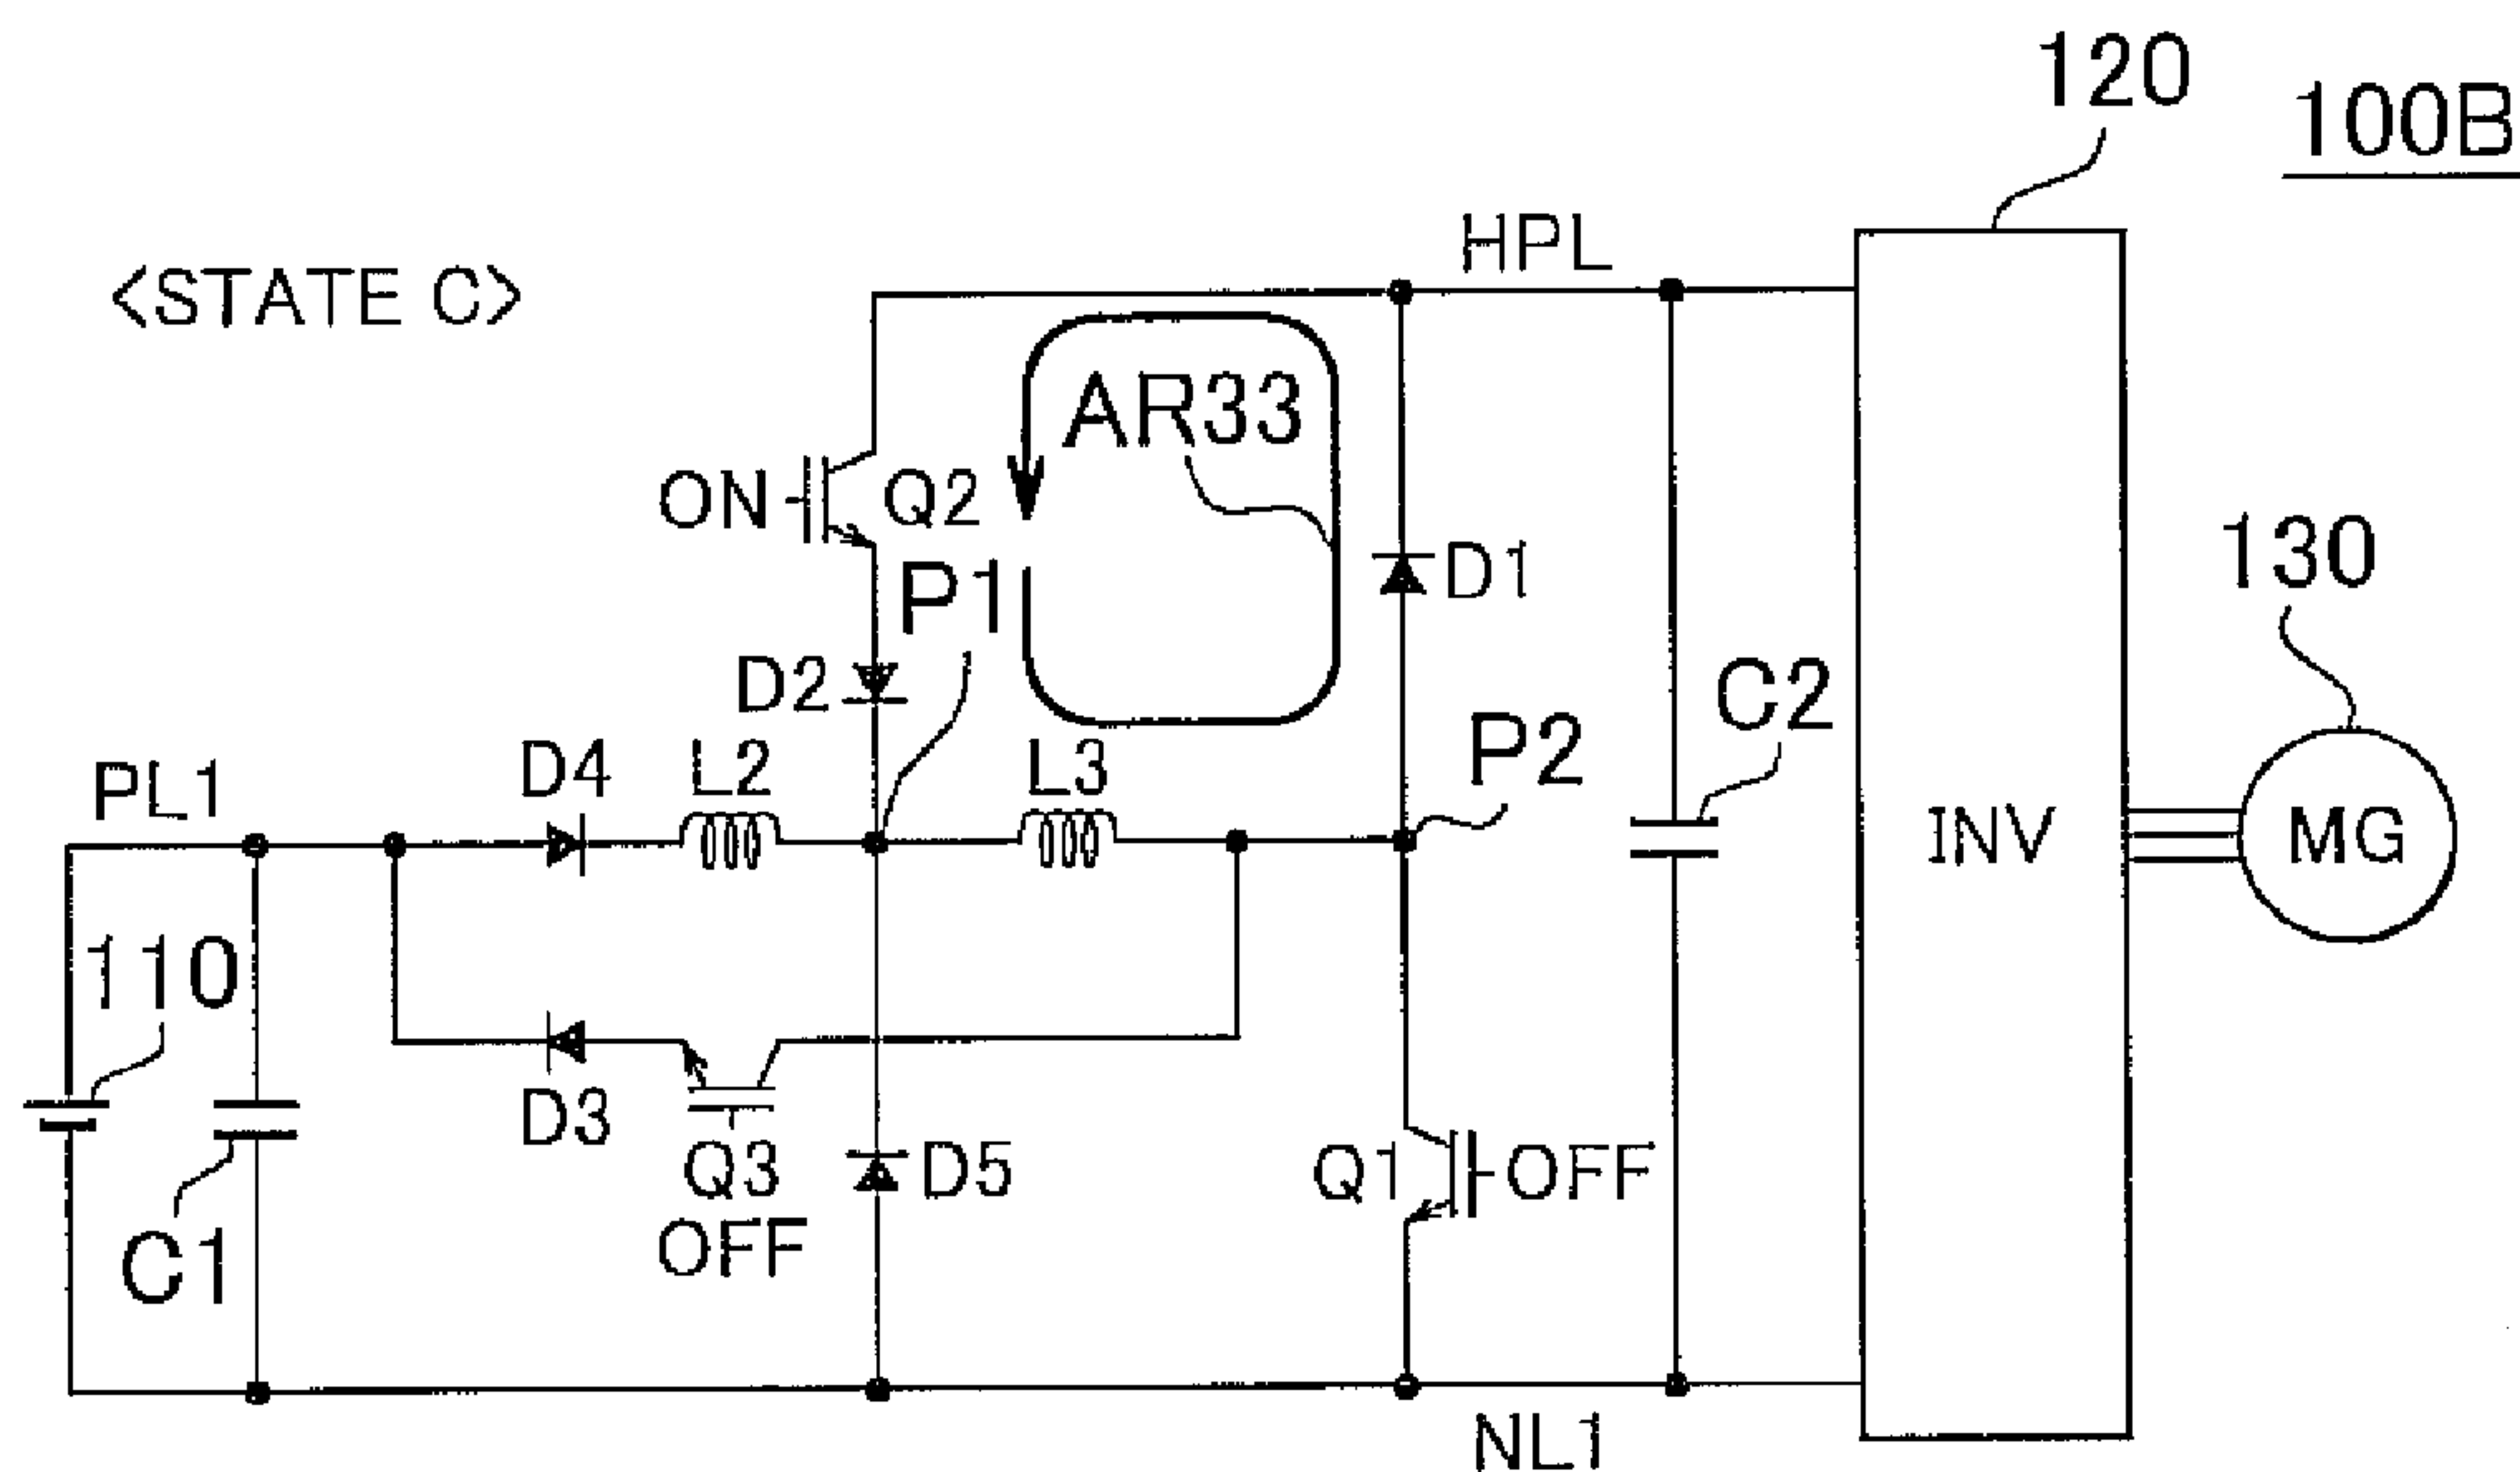 120
100B
HPL
<STATE C>
AR33
ON
Q2
P1
D1
130
D2
C2
P2
D4
L2
L3
PL1
INV
MG
110
D3
Q3
OFF
D5
Q1
OFF
C1
NL1